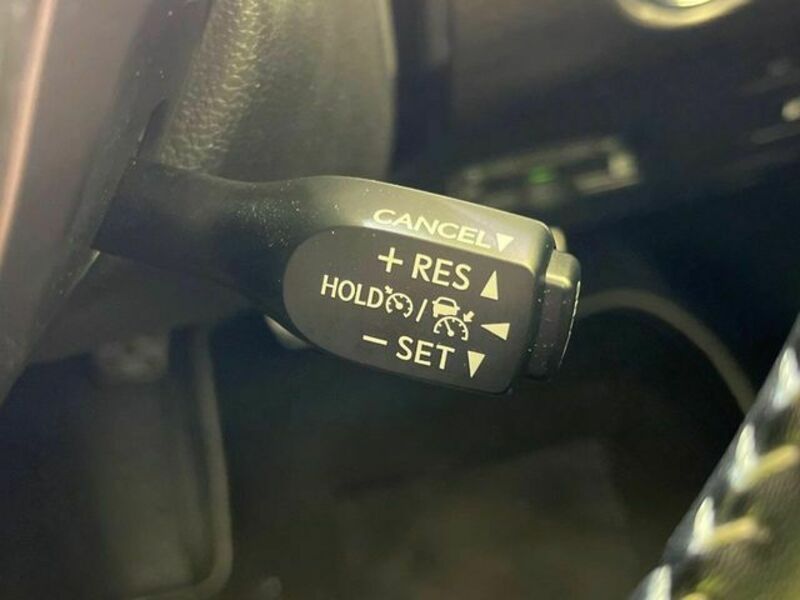 CANCEL▼
+ RES ▲
HOLD / ◀
− SET ▼